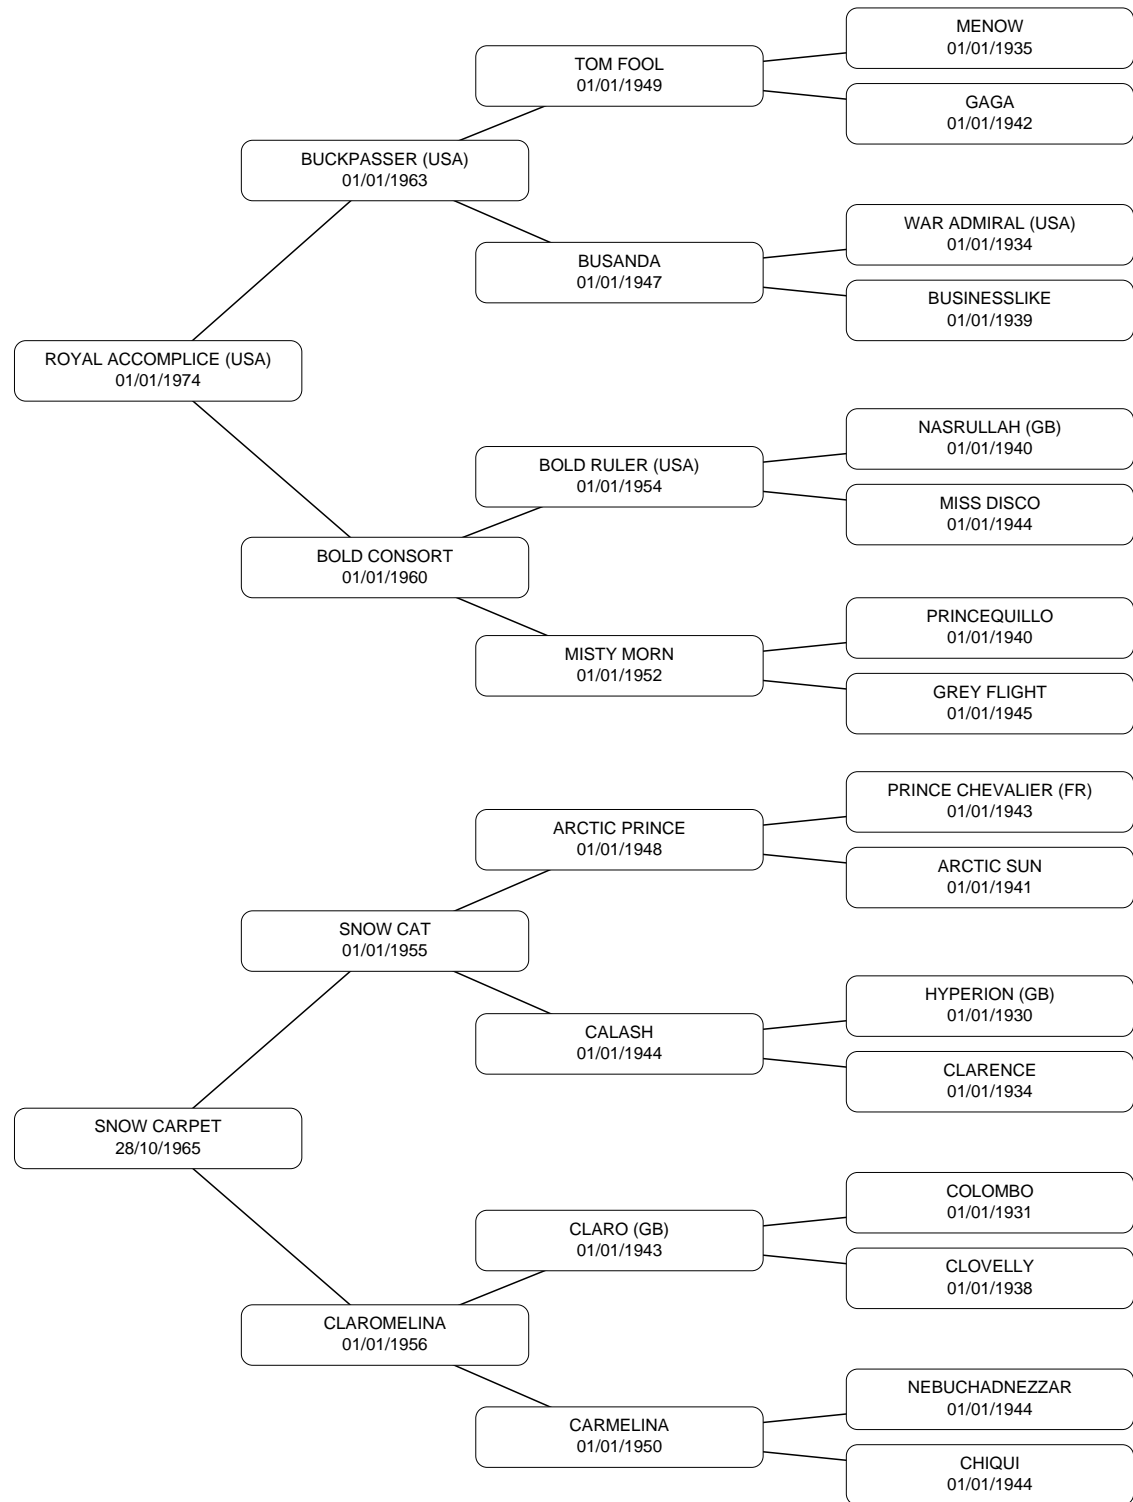 MENOW
01/01/1935
TOM FOOL
01/01/1949
GAGA
01/01/1942
BUCKPASSER (USA)
01/01/1963
WAR ADMIRAL (USA)
01/01/1934
BUSANDA
01/01/1947
BUSINESSLIKE
01/01/1939
ROYAL ACCOMPLICE (USA)
01/01/1974
NASRULLAH (GB)
01/01/1940
BOLD RULER (USA)
01/01/1954
MISS DISCO
01/01/1944
BOLD CONSORT
01/01/1960
PRINCEQUILLO
01/01/1940
MISTY MORN
01/01/1952
GREY FLIGHT
01/01/1945
PRINCE CHEVALIER (FR)
01/01/1943
ARCTIC PRINCE
01/01/1948
ARCTIC SUN
01/01/1941
SNOW CAT
01/01/1955
HYPERION (GB)
01/01/1930
CALASH
01/01/1944
CLARENCE
01/01/1934
SNOW CARPET
28/10/1965
COLOMBO
01/01/1931
CLARO (GB)
01/01/1943
CLOVELLY
01/01/1938
CLAROMELINA
01/01/1956
NEBUCHADNEZZAR
01/01/1944
CARMELINA
01/01/1950
CHIQUI
01/01/1944